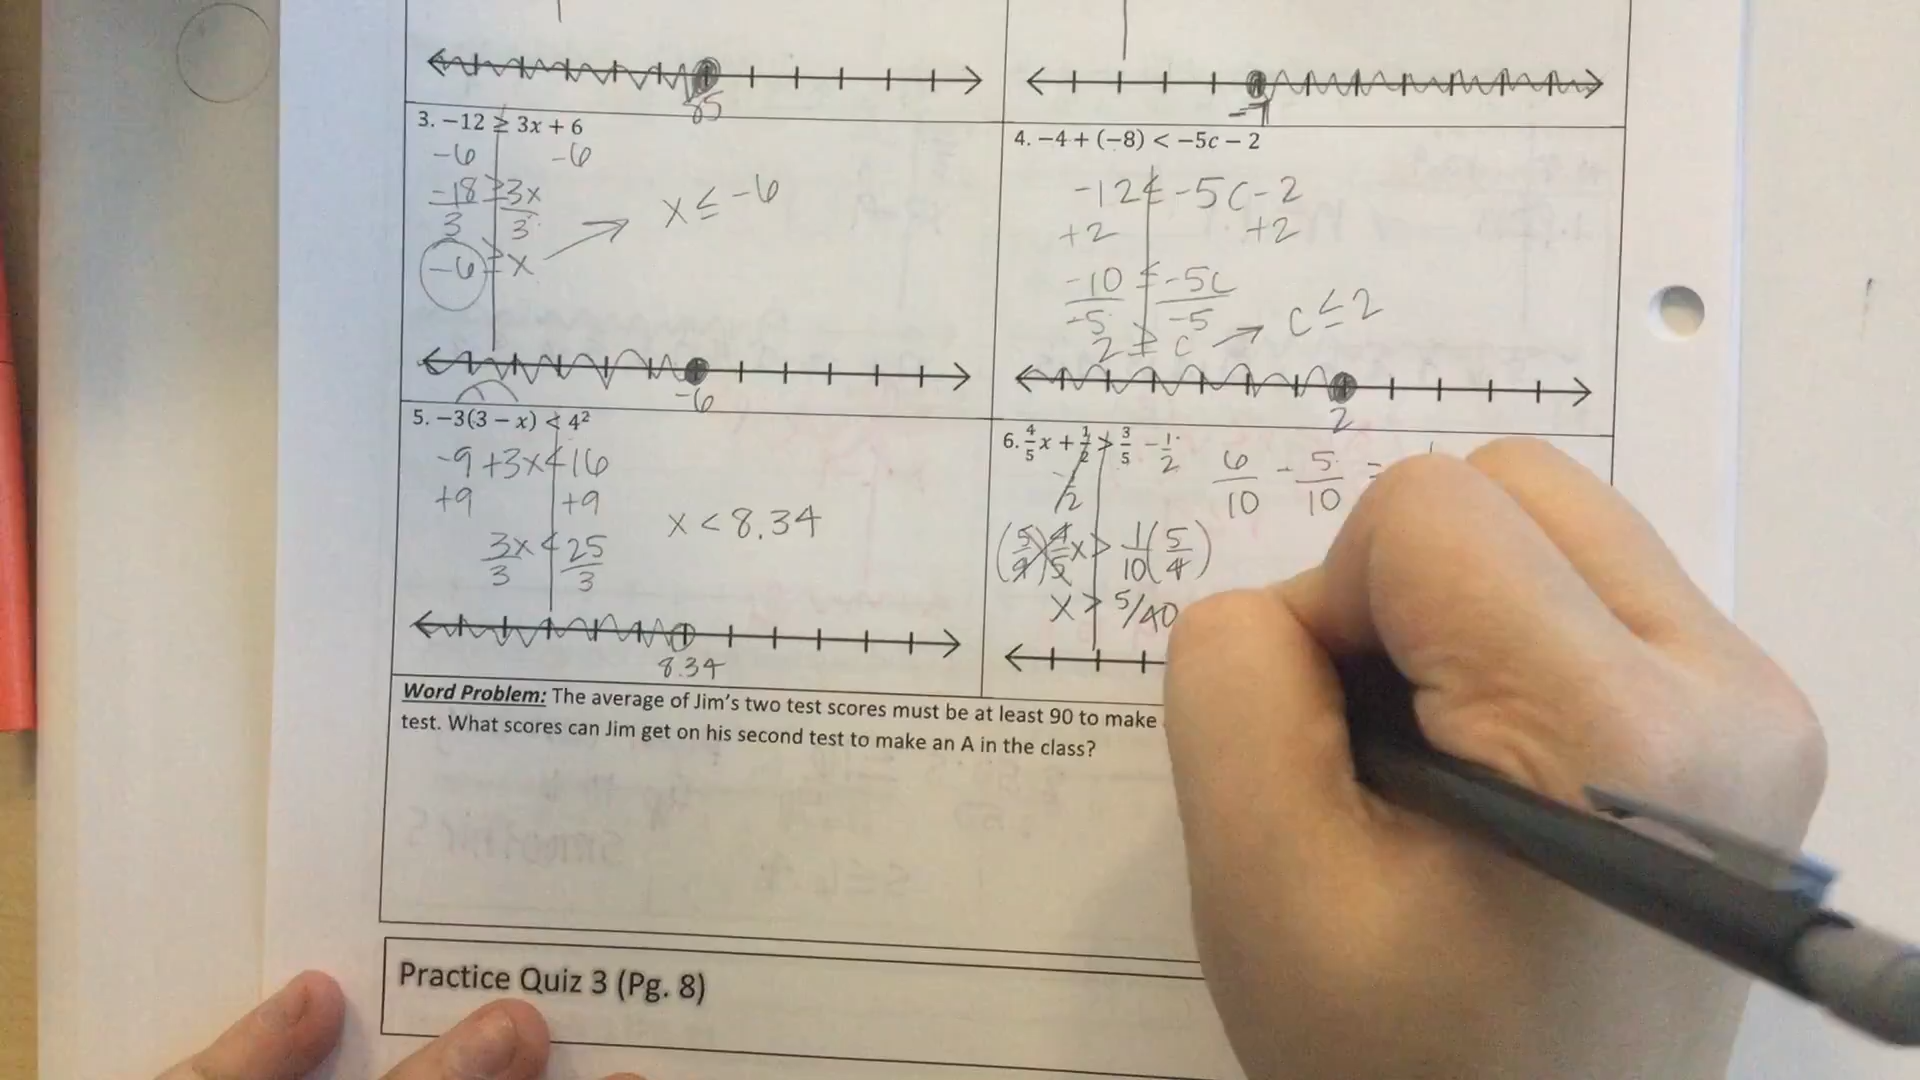 85
-7
3. −12 ≥ 3x + 6
-6 -6
-18 ≥ 3x
3 3
-6 ≥ x
x ≤ -6
-6
4. −4 + (−8) < −5c − 2
-12 < -5c - 2
+2 +2
-10 ≤ -5c
-5 -5
2 ≥ c
c ≤ 2
2
5. −3(3 − x) < 4²
-9 + 3x < 16
+9 +9
3x < 25
3 3
x < 8.34
8.34
6. 4/5 x + 1/2 > 3/5 - 1/2
-1/2
6/10 - 5/10 =
(5/4) 4/5 x > 1/10 (5/4)
x > 5/40
Word Problem: The average of Jim's two test scores must be at least 90 to make
test. What scores can Jim get on his second test to make an A in the class?
Practice Quiz 3 (Pg. 8)